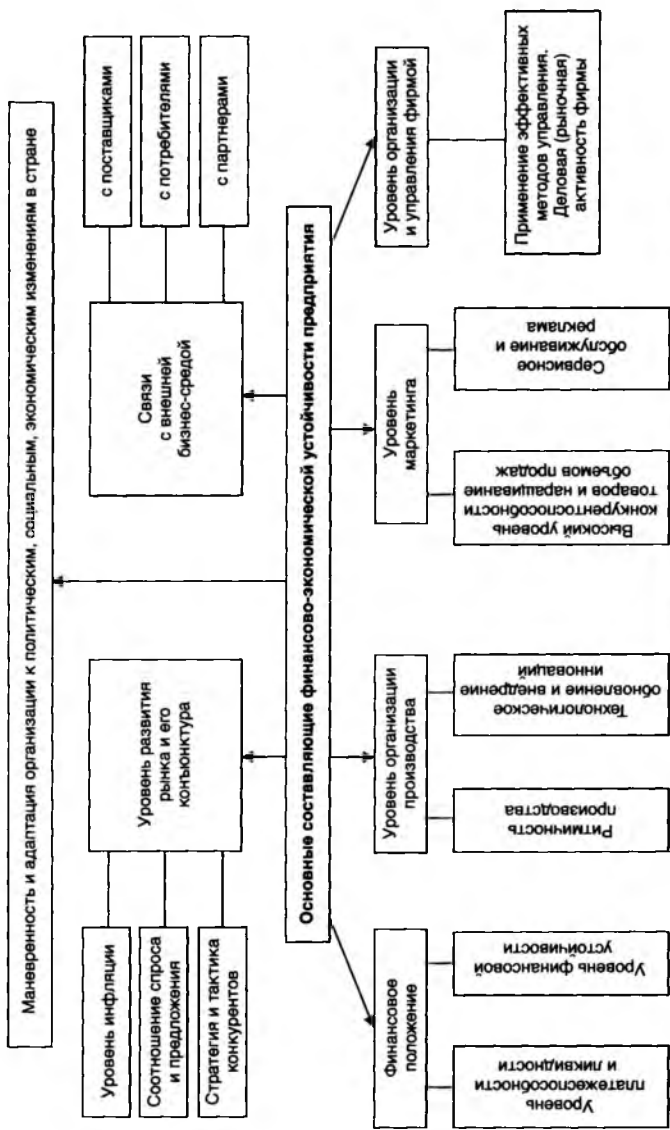 Маневренность и адаптация организации к политическим, социальным, экономическим изменениям в стране
Уровень инфляции
Соотношение спроса
и предложения
Стратегия и тактика
конкурентов
Уровень развития
рынка и его
конъюнктура
Связи
с внешней
бизнес-средой
с поставщиками
с потребителями
с партнерами
Основные составляющие финансово-экономической устойчивости предприятия
Финансовое
положение
Уровень организации
производства
Уровень
маркетинга
Уровень организации
и управления фирмой
Уровень
платежеспособности
и ликвидности
Уровень финансовой
устойчивости
Ритмичность
производства
Технологическое
обновление и внедрение
инноваций
Высокий уровень
конкурентоспособности
товаров и наращивание
объемов продаж
Сервисное
обслуживание и
реклама
Применение эффективных
методов управления.
Деловая (рыночная)
активность фирмы